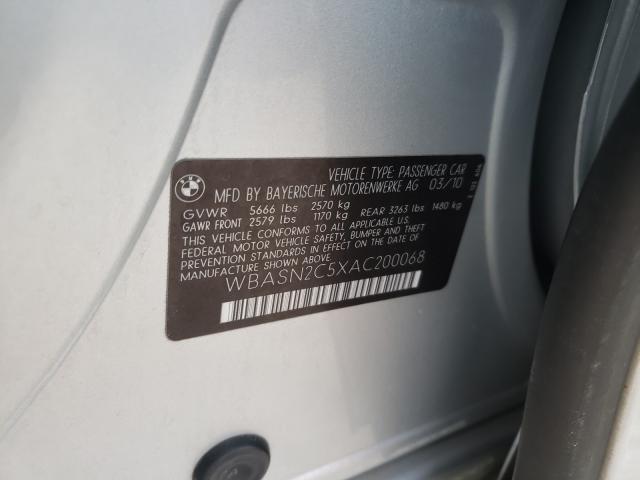 BMW
VEHICLE TYPE: PASSENGER CAR
MFD BY BAYERISCHE MOTORENWERKE AG 03/10
GVWR 5666 lbs 2570 kg
GAWR FRONT 2579 lbs 1170 kg REAR 3263 lbs 1480 kg
THIS VEHICLE CONFORMS TO ALL APPLICABLE U.S.
FEDERAL MOTOR VEHICLE SAFETY, BUMPER AND THEFT
PREVENTION STANDARDS IN EFFECT ON THE DATE OF
MANUFACTURE SHOWN ABOVE.
WBASN2C5XAC200068